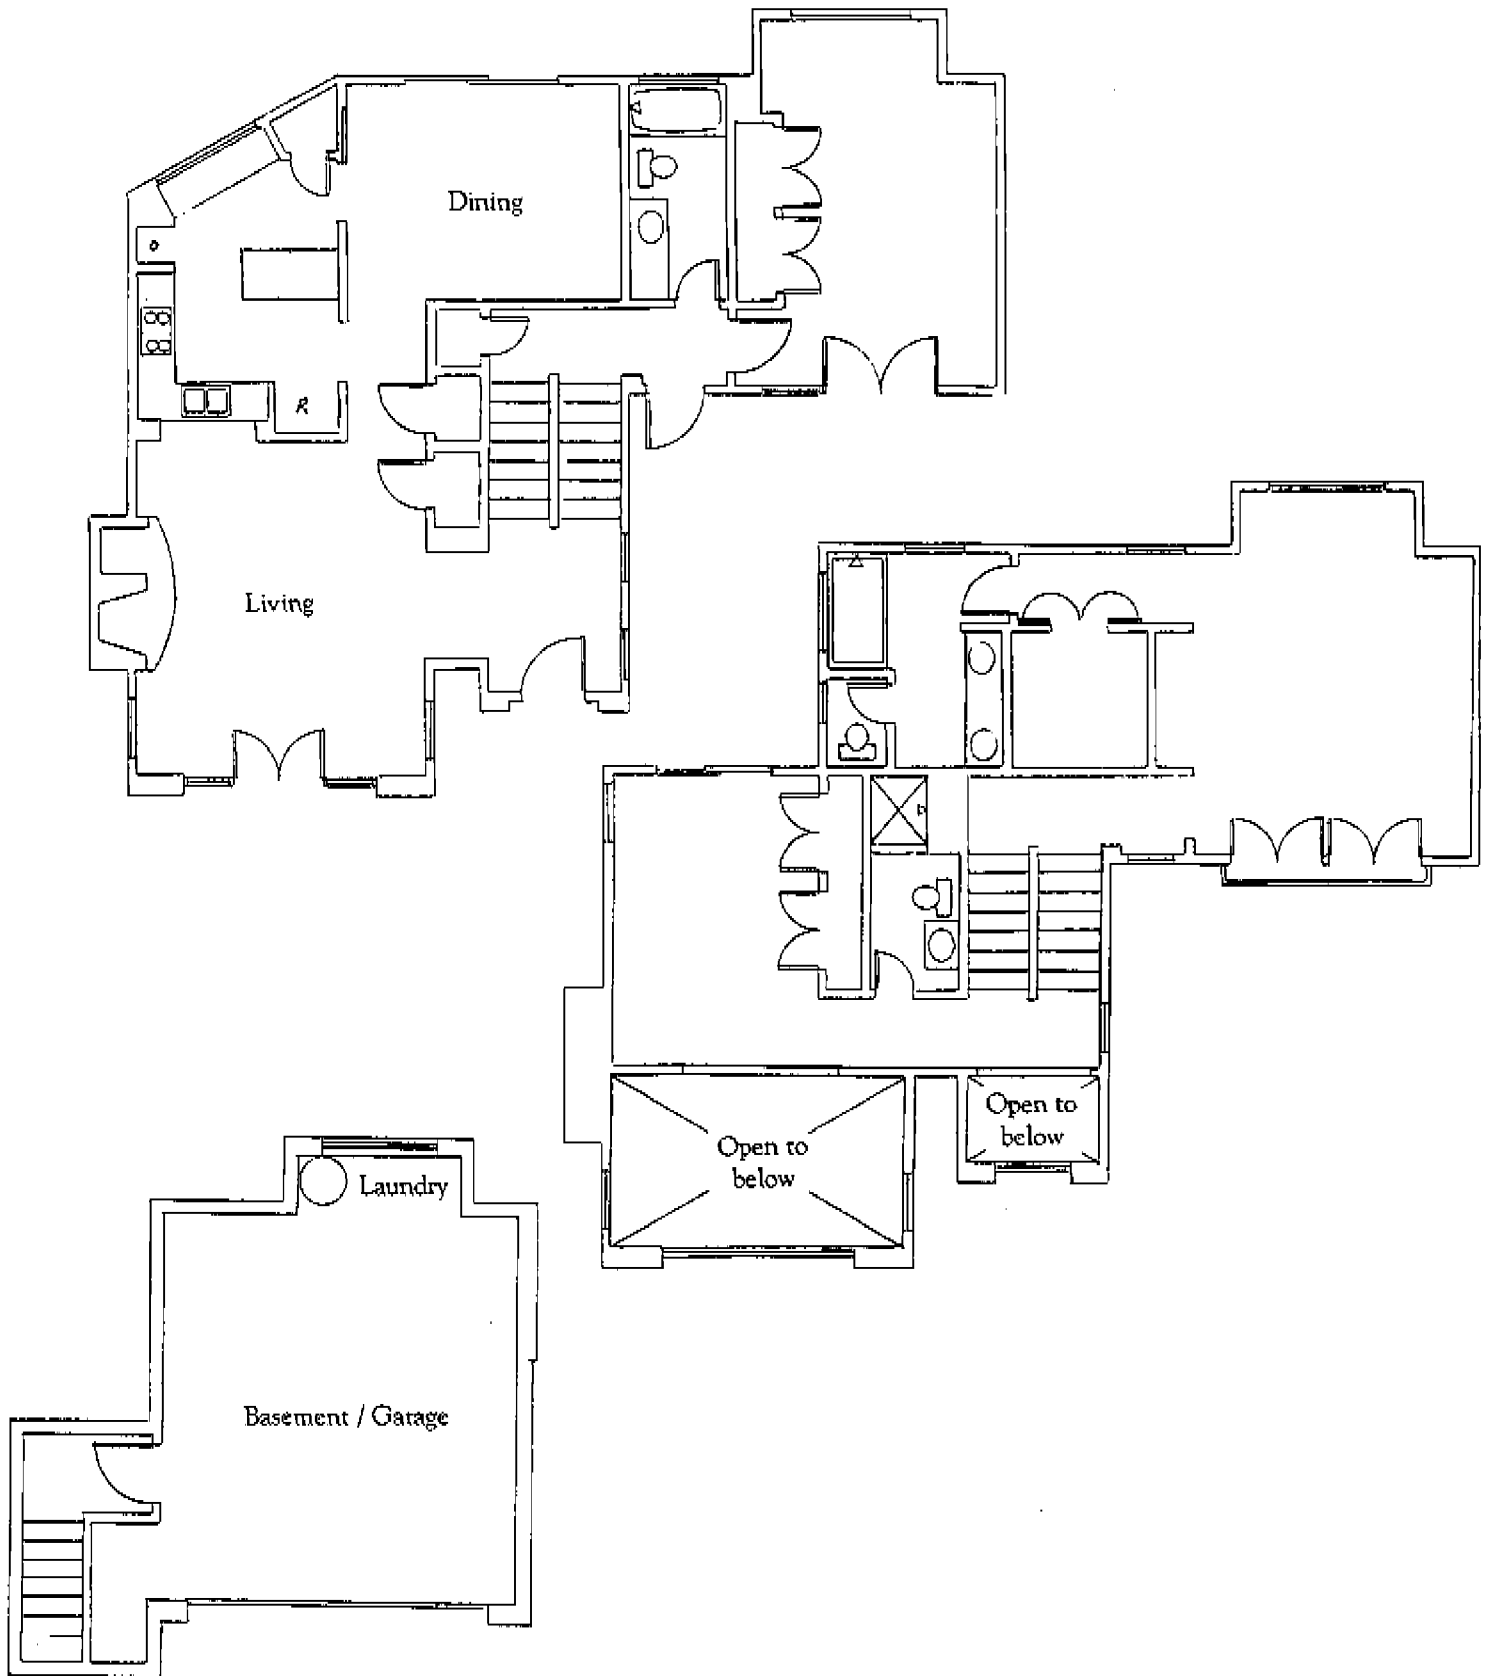 Dining
R
Living
Open to
below
Open to
below
Laundry
Basement / Garage